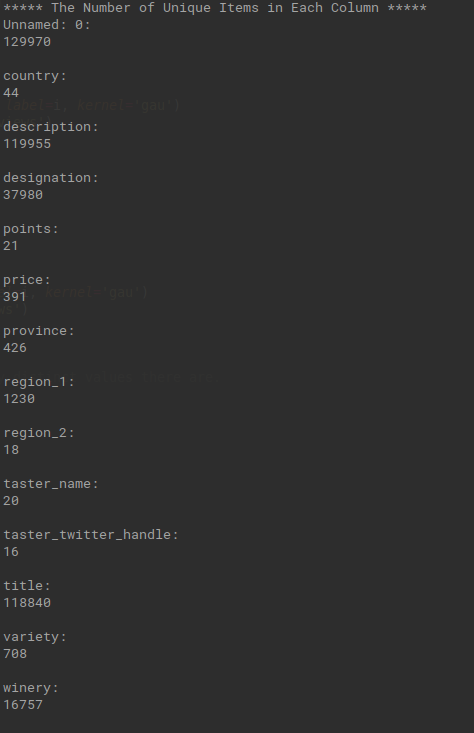 ***** The Number of Unique Items in Each Column *****
Unnamed: 0:
129970
country:
44
description:
119955
designation:
37980
points:
21
price:
391
province:
426
region_1:
1230
region_2:
18
taster_name:
20
taster_twitter_handle:
16
title:
118840
variety:
708
winery:
16757